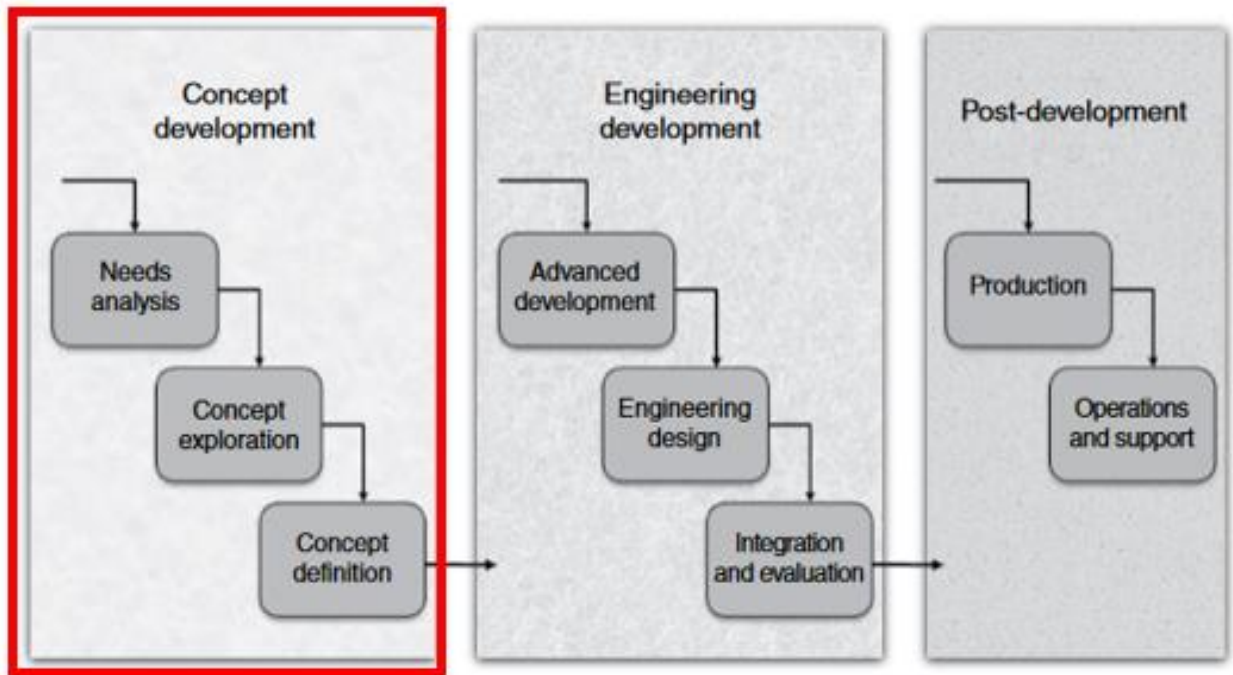 Concept
development
Needs
analysis
Concept
exploration
Concept
definition
Engineering
development
Advanced
development
Engineering
design
Integration
and evaluation
Post-development
Production
Operations
and support